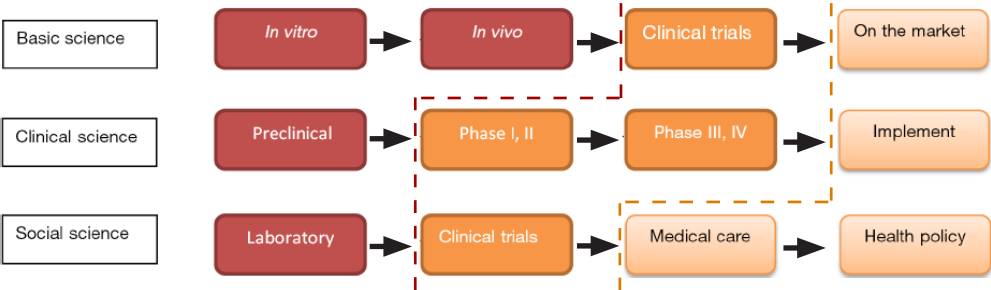 Basic science
In vitro
In vivo
Clinical trials
On the market
Clinical science
Preclinical
Phase I, II
Phase III, IV
Implement
Social science
Laboratory
Clinical trials
Medical care
Health policy